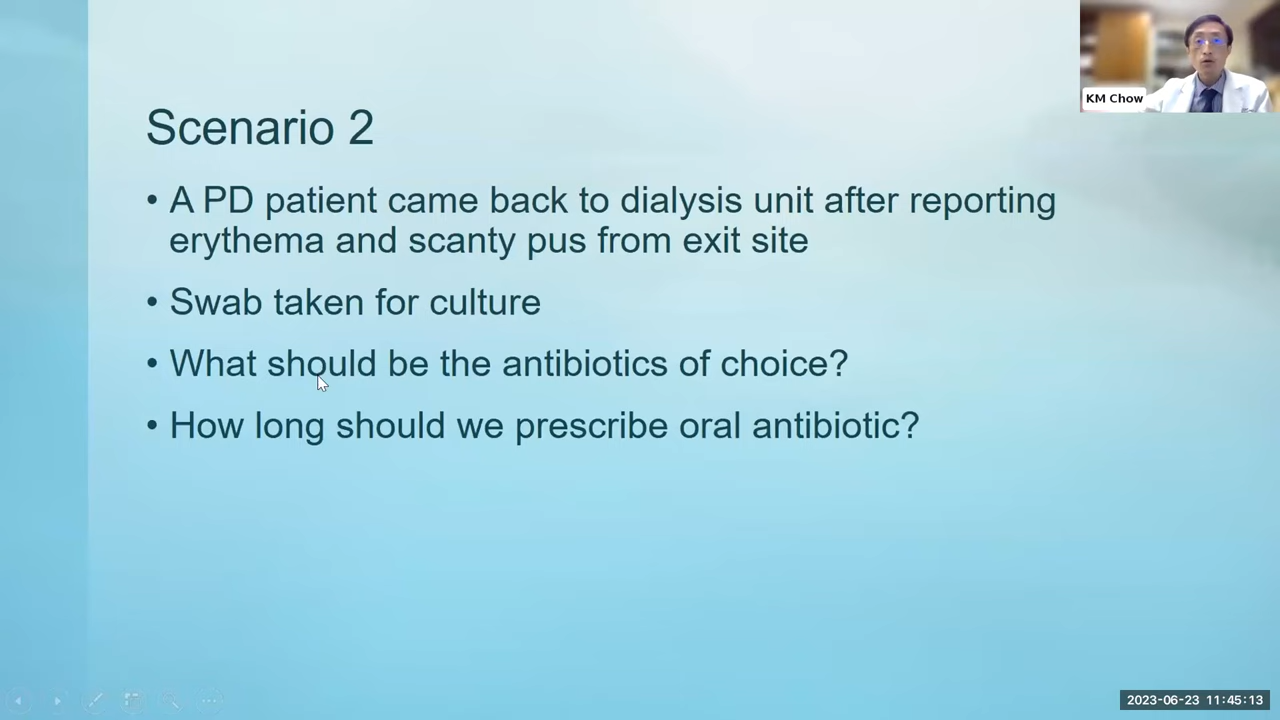 KM Chow
Scenario 2
• A PD patient came back to dialysis unit after reporting
erythema and scanty pus from exit site
• Swab taken for culture
• What should be the antibiotics of choice?
• How long should we prescribe oral antibiotic?
2023-06-23 11:45:13